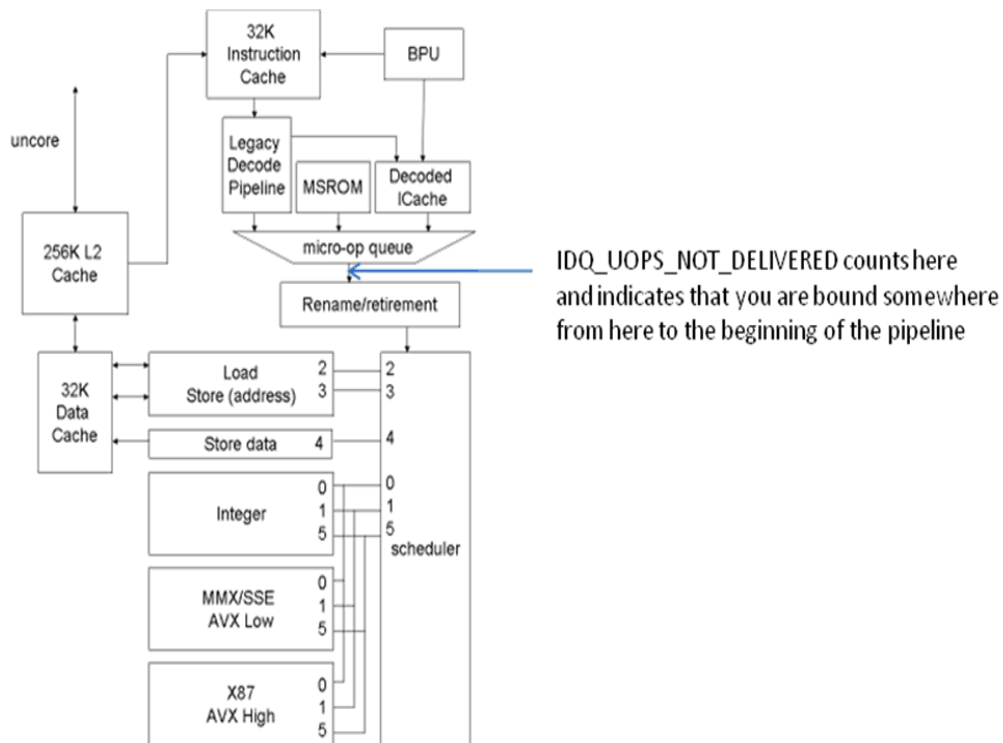 32K
Instruction
Cache
BPU
uncore
Legacy
Decode
Pipeline
MSROM
Decoded
ICache
256K L2
Cache
micro-op queue
IDQ_UOPS_NOT_DELIVERED counts here
and indicates that you are bound somewhere
from here to the beginning of the pipeline
Rename/retirement
32K
Data
Cache
Load
Store (address)
2
3
2
3
Store data
4
4
Integer
0
1
5
0
1
5
scheduler
MMX/SSE
AVX Low
0
1
5
X87
AVX High
0
1
5